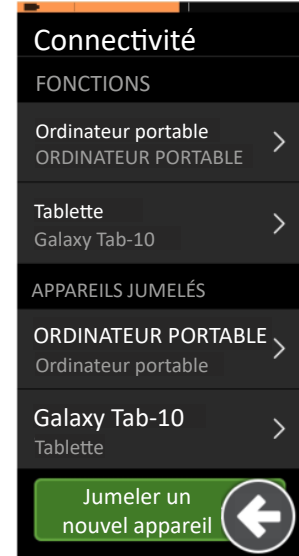 Connectivité
FONCTIONS
Ordinateur portable
ORDINATEUR PORTABLE
Tablette
Galaxy Tab-10
APPAREILS JUMELÉS
ORDINATEUR PORTABLE
Ordinateur portable
Galaxy Tab-10
Tablette
Jumeler un
nouvel appareil